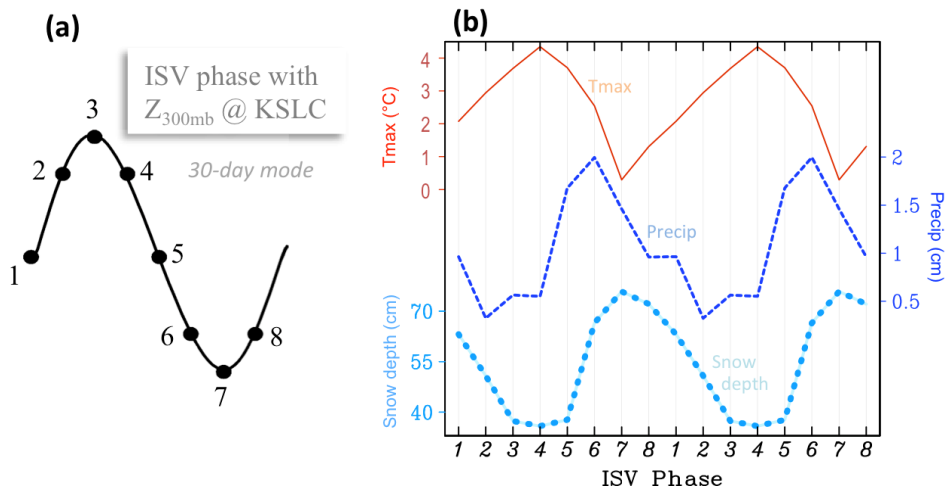 (a)
ISV phase with
Z300mb @ KSLC
30-day mode
3
2
4
1
5
6
8
7
(b)
Tmax (°C)
4
3
2
1
0
Tmax
Precip
2
1.5
1
0.5
Precip (cm)
Snow depth (cm)
70
55
40
Snow
depth
1 2 3 4 5 6 7 8 1 2 3 4 5 6 7 8
ISV Phase